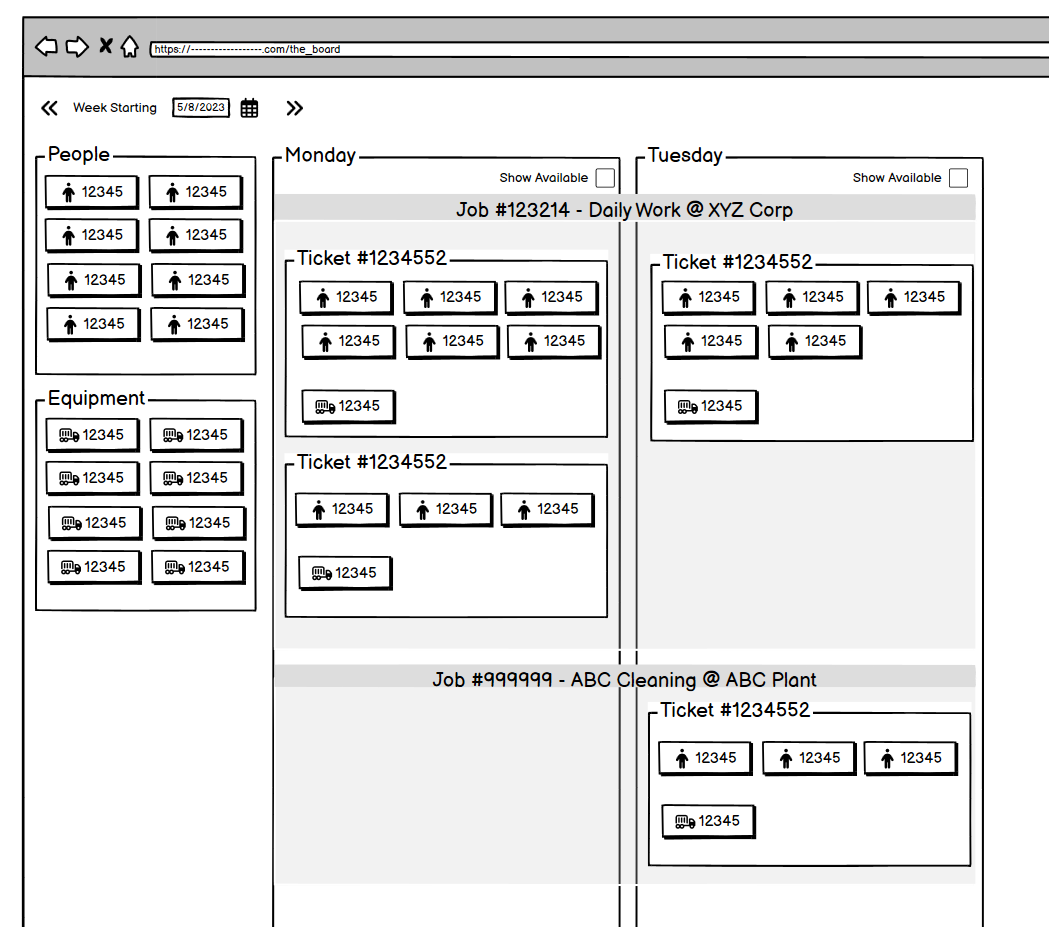 https://------------------.com/the_board
Week Starting 5/8/2023
People
12345 12345
12345 12345
12345 12345
12345 12345
Equipment
12345 12345
12345 12345
12345 12345
12345 12345
Monday
Show Available
Tuesday
Show Available
Job #123214 - Daily Work @ XYZ Corp
Ticket #1234552
12345 12345 12345
12345 12345 12345
12345
Ticket #1234552
12345 12345 12345
12345
Ticket #1234552
12345 12345 12345
12345 12345
12345
Job #999999 - ABC Cleaning @ ABC Plant
Ticket #1234552
12345 12345 12345
12345